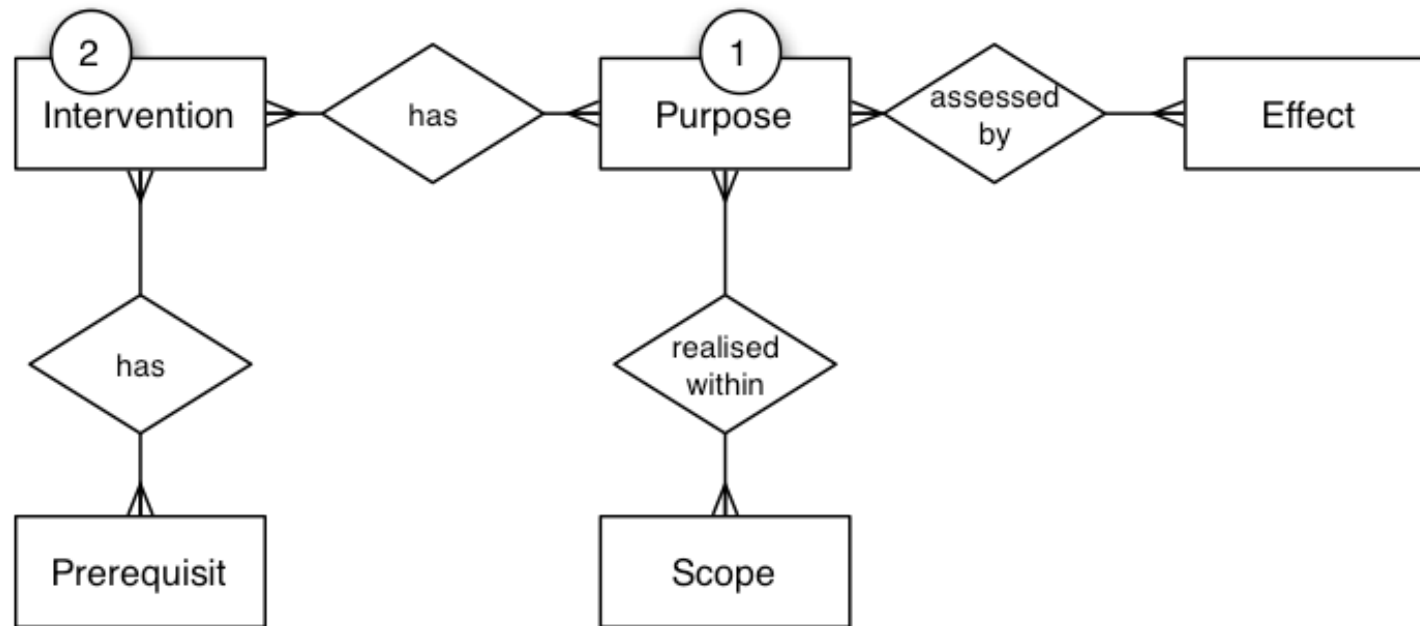 2
1
Intervention
has
Purpose
assessed
by
Effect
has
realised
within
Prerequisit
Scope